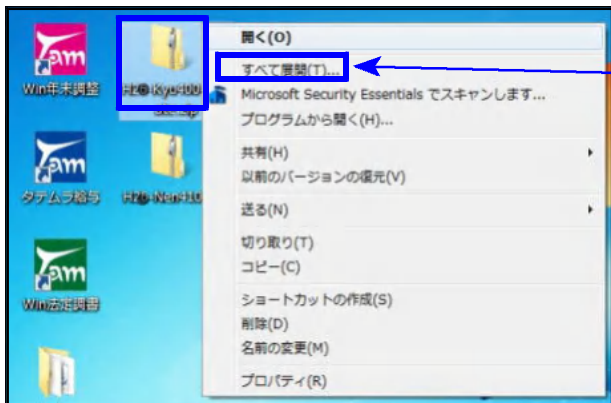 Tam
Win年末調整
Tam
タテムラ給与
Tam
Win法定調書
開く(O)
すべて展開(T)...
Microsoft Security Essentials でスキャンします...
プログラムから開く(H)...
共有(H)
以前のバージョンの復元(V)
送る(N)
切り取り(T)
コピー(C)
ショートカットの作成(S)
削除(D)
名前の変更(M)
プロパティ(R)